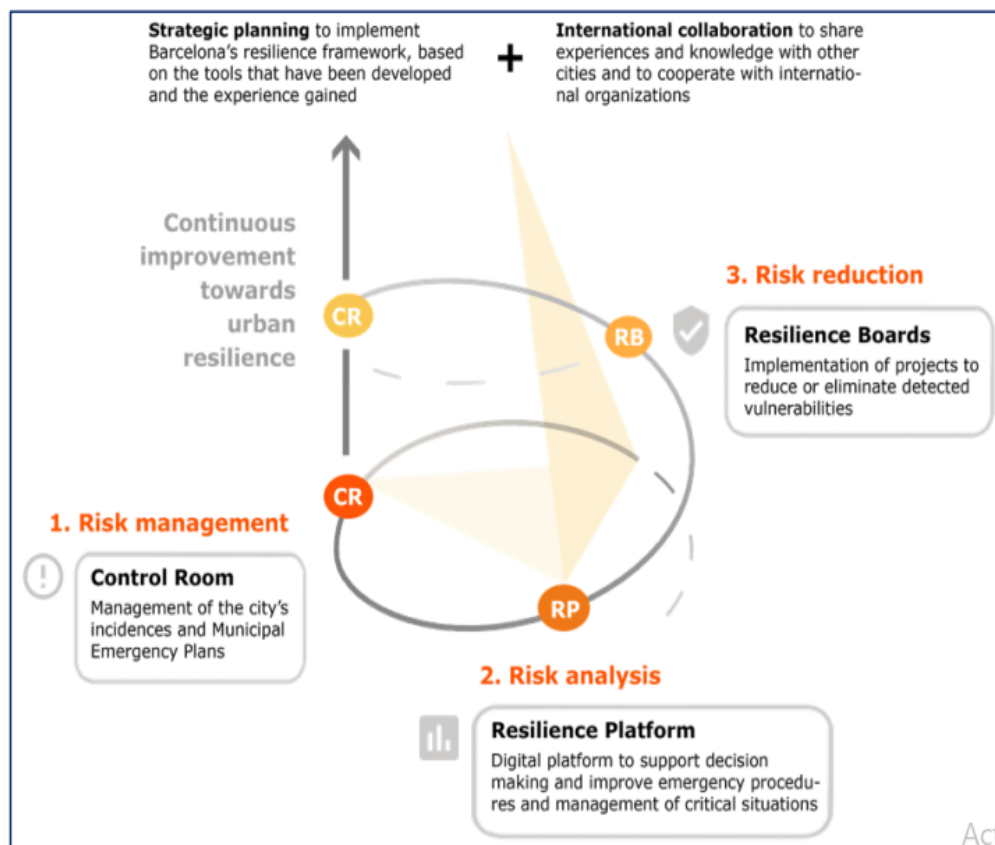 Strategic planning to implement
Barcelona's resilience framework, based
on the tools that have been developed
and the experience gained
+
International collaboration to share
experiences and knowledge with other
cities and to cooperate with internatio-
nal organizations
Continuous
improvement
towards
urban
resilience
CR
RB
3. Risk reduction
Resilience Boards
Implementation of projects to
reduce or eliminate detected
vulnerabilities
CR
1. Risk management
Control Room
Management of the city's
incidences and Municipal
Emergency Plans
RP
2. Risk analysis
Resilience Platform
Digital platform to support decision
making and improve emergency procedu-
res and management of critical situations
Act